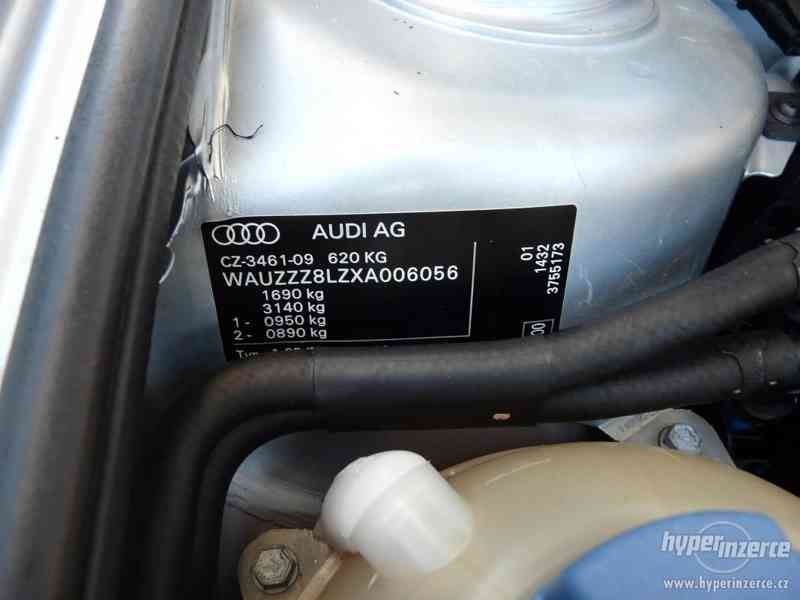 AUDI AG
CZ-3461-09 620 KG
WAUZZZ8LZXA006056
1690 kg
3140 kg
1 - 0950 kg
2 - 0890 kg
01
1432
3755173
hyperinzerce
www.hyperinzerce.cz